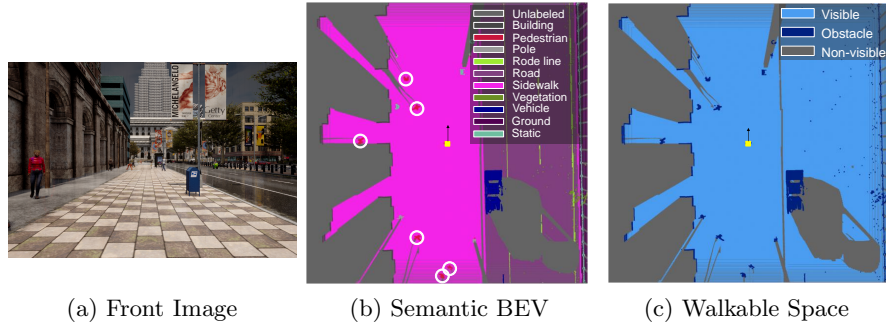 MICHELANGELO
Getty
Unlabeled
Building
Pedestrian
Pole
Rode line
Road
Sidewalk
Vegetation
Vehicle
Ground
Static
Visible
Obstacle
Non-visible
(a) Front Image
(b) Semantic BEV
(c) Walkable Space